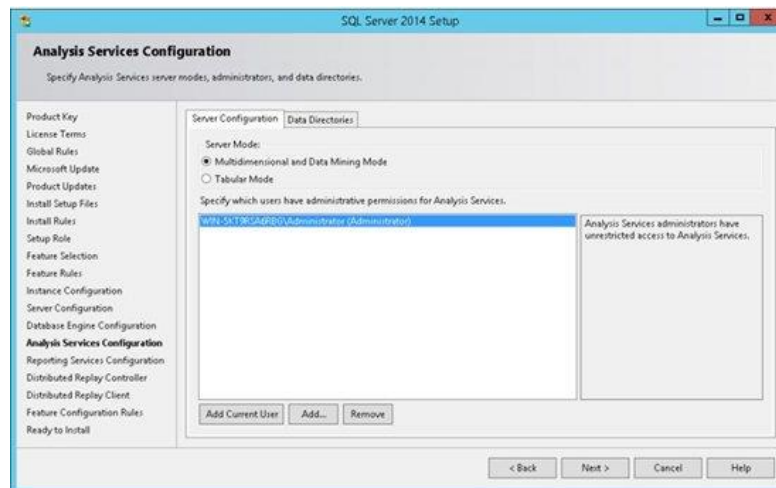 SQL Server 2014 Setup
Analysis Services Configuration
Specify Analysis Services server modes, administrators, and data directories.
Product Key
License Terms
Global Rules
Microsoft Update
Product Updates
Install Setup Files
Install Rules
Setup Role
Feature Selection
Feature Rules
Instance Configuration
Server Configuration
Database Engine Configuration
Analysis Services Configuration
Reporting Services Configuration
Distributed Replay Controller
Distributed Replay Client
Feature Configuration Rules
Ready to Install
Server Configuration Data Directories
Server Mode:
Multidimensional and Data Mining Mode
Tabular Mode
Specify which users have administrative permissions for Analysis Services.
(Administrator)
Analysis Services administrators have
unrestricted access to Analysis Services.
Add Current User Add... Remove
< Back Next > Cancel Help